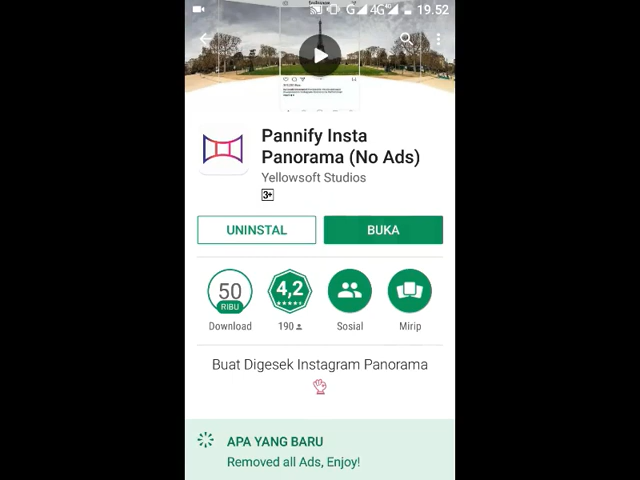 G 4G 19.52
Pannify Insta
Panorama (No Ads)
Yellowsoft Studios
3+
UNINSTAL
BUKA
50
RIBU
Download
4,2
190
Sosial
Mirip
Buat Digesek Instagram Panorama
APA YANG BARU
Removed all Ads, Enjoy!